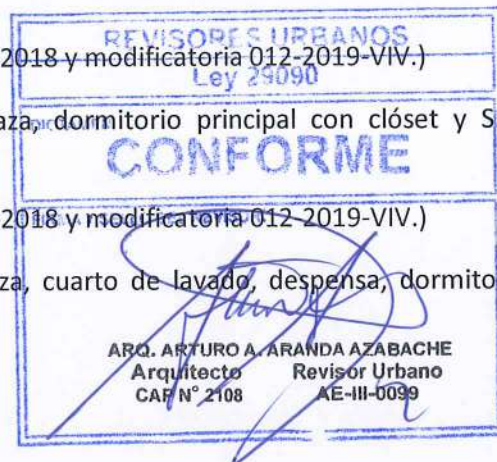 REVISORES URBANOS
2018 y modificatoria 012-2019-VIV.)
Ley 29090
aza, dormitorio principal con clóset y S
CONFORME
2018 y modificatoria 012-2019-VIV.)
za, cuarto de lavado, despensa, dormito
ARQ. ARTURO A. ARANDA AZABACHE
Arquitecto Revisor Urbano
CAP N° 2108 AE-III-0099